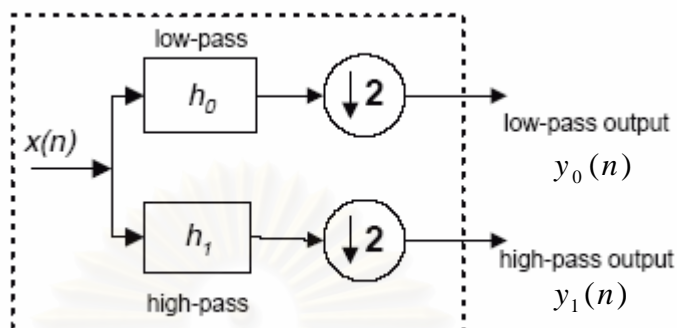 low-pass
h₀
↓2
low-pass output
y₀(n)
x(n)
h₁
↓2
high-pass output
y₁(n)
high-pass